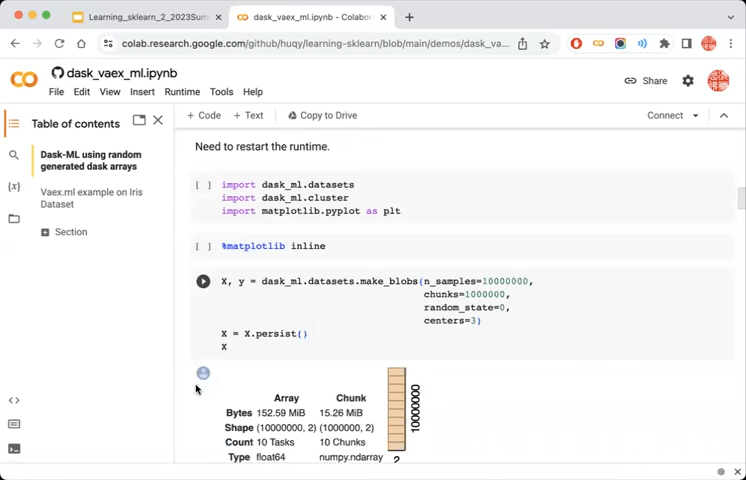 Learning_sklearn_2_2023Sum
dask_vaex_ml.ipynb - Colabor
colab.research.google.com/github/huqy/learning-sklearn/blob/main/demos/dask_va...
dask_vaex_ml.ipynb
File Edit View Insert Runtime Tools Help
Share
Table of contents
+ Code + Text Copy to Drive
Connect
Dask-ML using random
generated dask arrays
Vaex.ml example on Iris
Dataset
Section
Need to restart the runtime.
[ ] import dask_ml.datasets
import dask_ml.cluster
import matplotlib.pyplot as plt
[ ] %matplotlib inline
X, y = dask_ml.datasets.make_blobs(n_samples=10000000,
chunks=1000000,
random_state=0,
centers=3)
X = X.persist()
X
Array Chunk
Bytes 152.59 MiB 15.26 MiB
Shape (10000000, 2) (1000000, 2)
Count 10 Tasks 10 Chunks
Type float64 numpy.ndarray
10000000
2